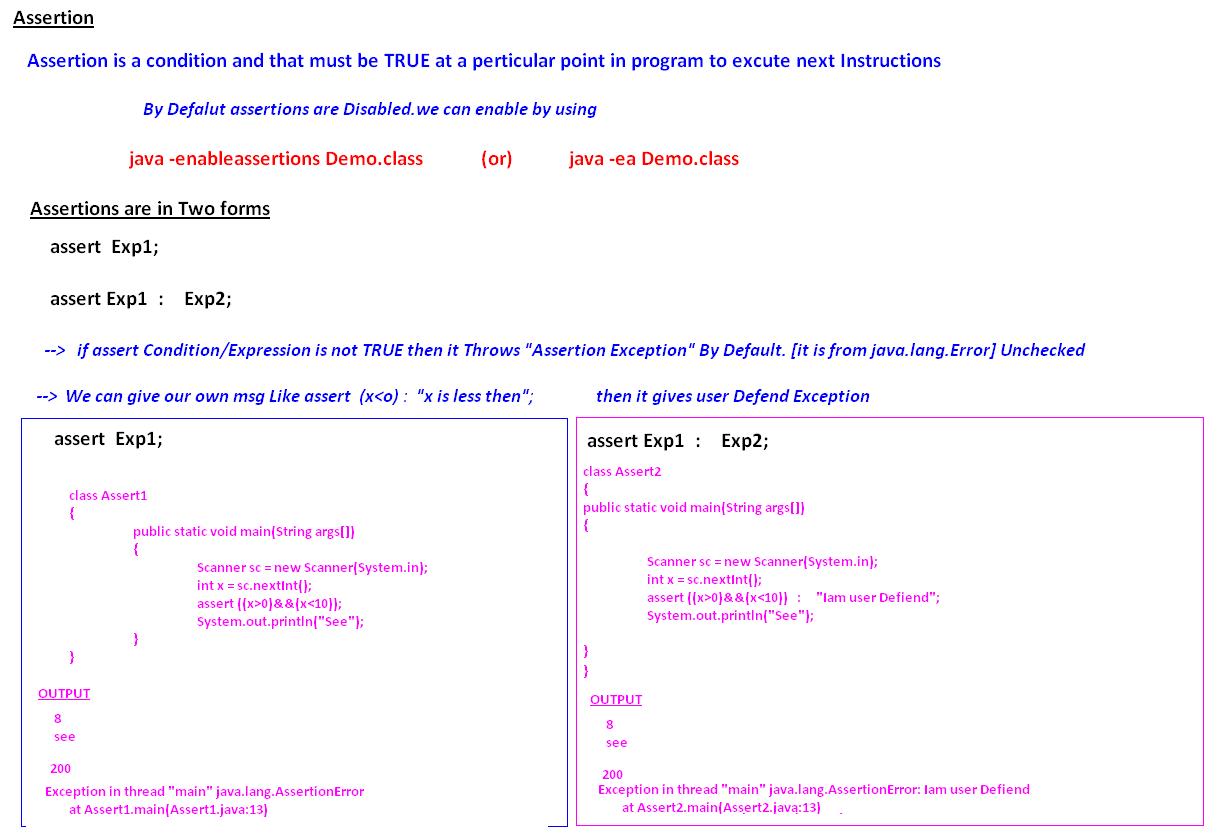 Assertion
Assertion is a condition and that must be TRUE at a perticular point in program to excute next Instructions
By Defalut assertions are Disabled.we can enable by using
java -enableassertions Demo.class (or) java -ea Demo.class
Assertions are in Two forms
assert Exp1;
assert Exp1 : Exp2;
--> if assert Condition/Expression is not TRUE then it Throws "Assertion Exception" By Default. [it is from java.lang.Error] Unchecked
--> We can give our own msg Like assert (x<o) : "x is less then"; then it gives user Defend Exception
assert Exp1;
class Assert1
{
public static void main(String args[])
{
Scanner sc = new Scanner(System.in);
int x = sc.nextInt();
assert ((x>0)&&(x<10));
System.out.println("See");
}
}
OUTPUT
8
see
200
Exception in thread "main" java.lang.AssertionError
at Assert1.main(Assert1.java:13)
assert Exp1 : Exp2;
class Assert2
{
public static void main(String args[])
{
Scanner sc = new Scanner(System.in);
int x = sc.nextInt();
assert ((x>0)&&(x<10)) : "Iam user Defiend";
System.out.println("See");
}
}
OUTPUT
8
see
200
Exception in thread "main" java.lang.AssertionError: Iam user Defiend
at Assert2.main(Assert2.java:13)